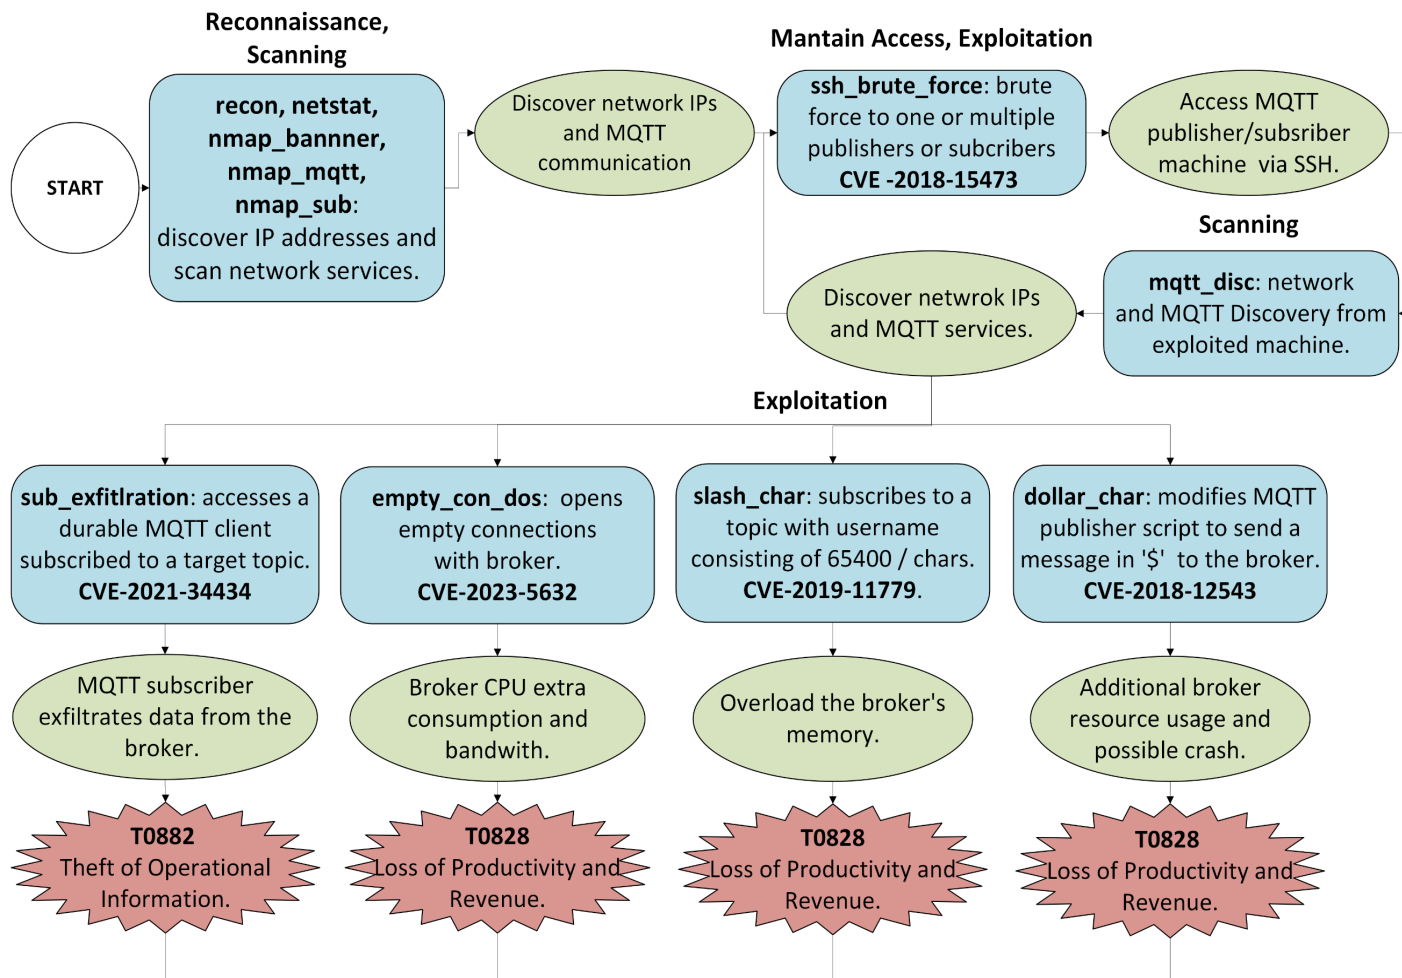 Reconnaissance,
Scanning
START
recon, netstat,
nmap_bannner,
nmap_mqtt,
nmap_sub:
discover IP addresses and
scan network services.
Discover network IPs
and MQTT
communication
Mantain Access, Exploitation
ssh_brute_force: brute
force to one or multiple
publishers or subcribers
CVE -2018-15473
Access MQTT
publisher/subsriber
machine via SSH.
Scanning
mqtt_disc: network
and MQTT Discovery from
exploited machine.
Discover netwrok IPs
and MQTT services.
Exploitation
sub_exfitlration: accesses a
durable MQTT client
subscribed to a target topic.
CVE-2021-34434
empty_con_dos: opens
empty connections
with broker.
CVE-2023-5632
slash_char: subscribes to a
topic with username
consisting of 65400 / chars.
CVE-2019-11779.
dollar_char: modifies MQTT
publisher script to send a
message in '$' to the broker.
CVE-2018-12543
MQTT subscriber
exfiltrates data from the
broker.
Broker CPU extra
consumption and
bandwith.
Overload the broker's
memory.
Additional broker
resource usage and
possible crash.
T0882
Theft of Operational
Information.
T0828
Loss of Productivity and
Revenue.
T0828
Loss of Productivity and
Revenue.
T0828
Loss of Productivity and
Revenue.